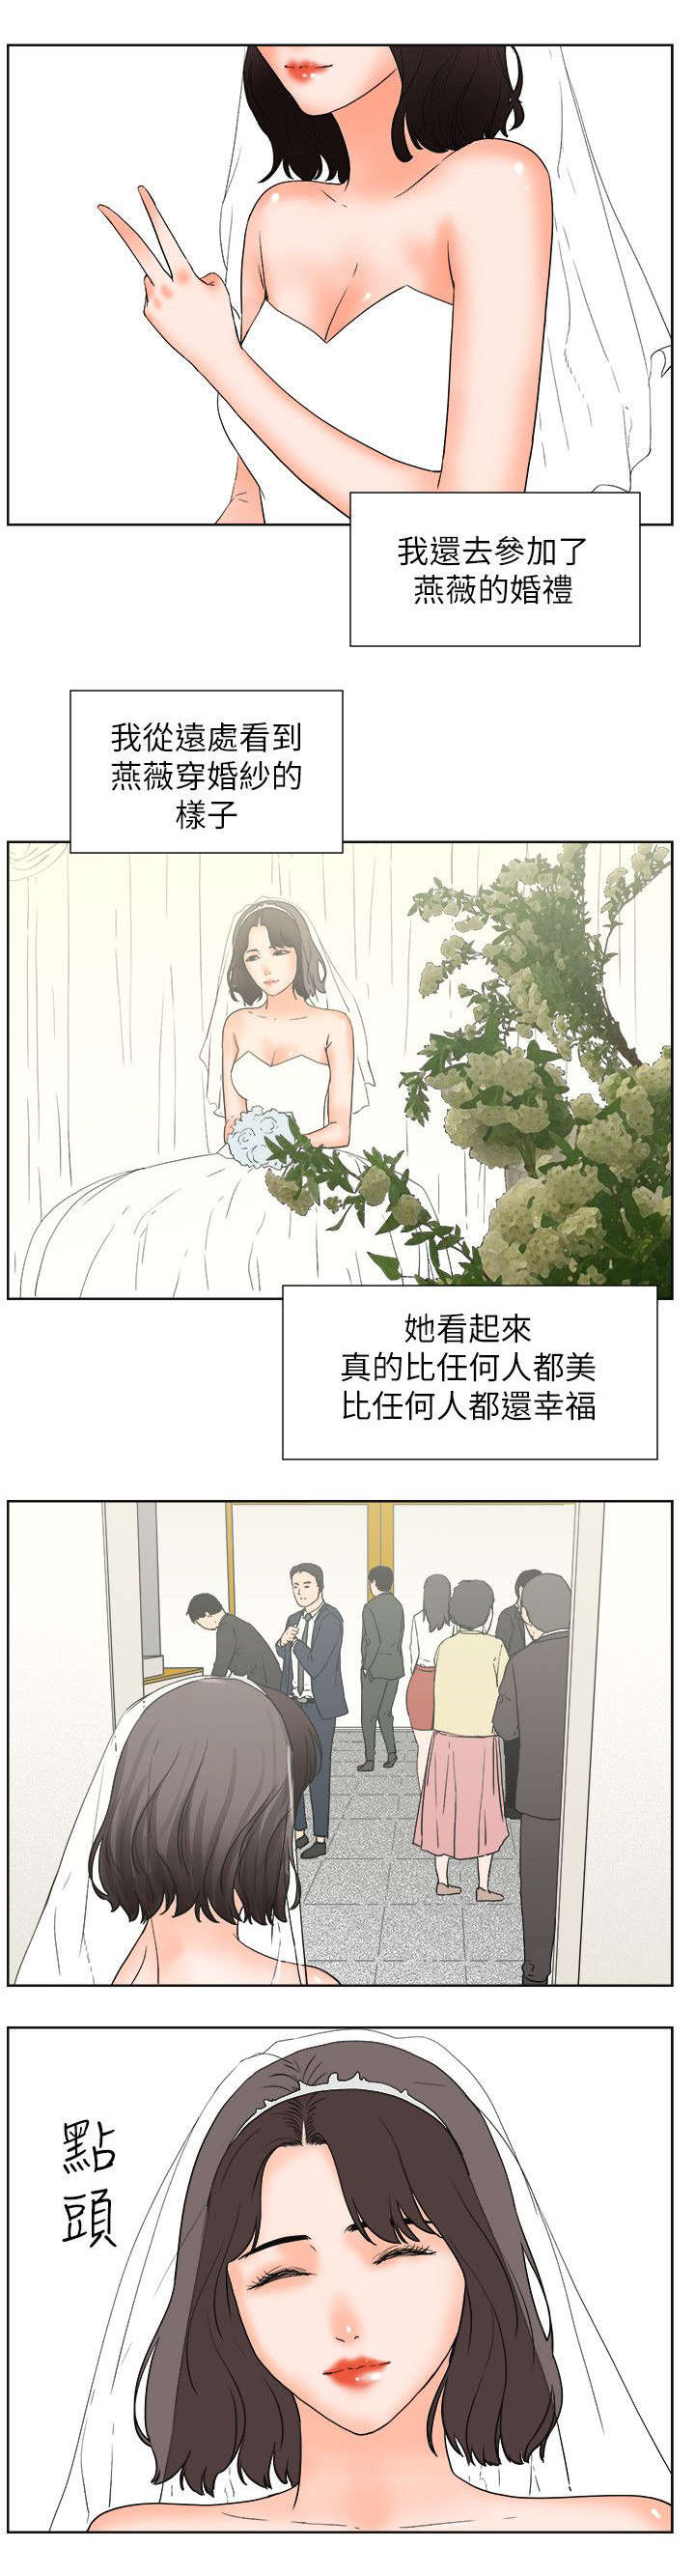 我還去參加了
燕薇的婚禮
我從遠處看到
燕薇穿婚紗的
樣子
她看起來
真的比任何人都美
比任何人都還幸福
點
頭